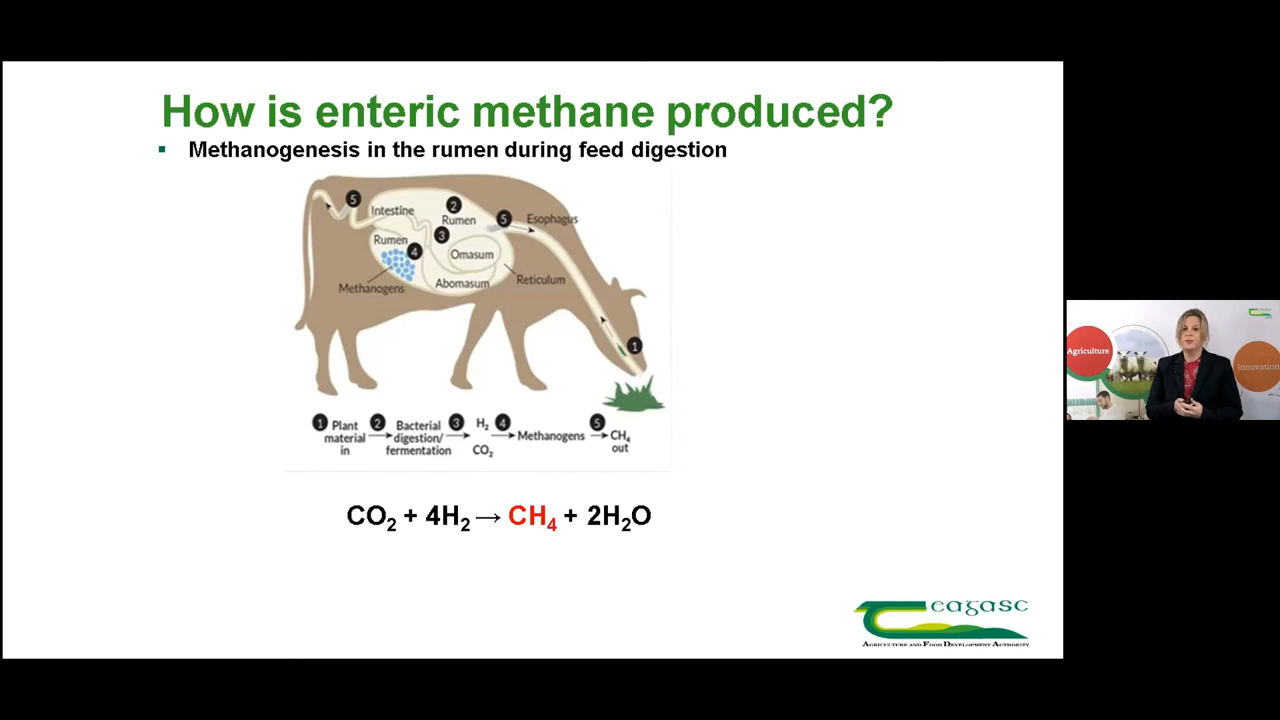 How is enteric methane produced?
Methanogenesis in the rumen during feed digestion
5
Intestine
2
Rumen
5
Esophagus
3
Rumen
4
Omasum
Methanogens
Abomasum
Reticulum
1
1 Plant material in
2 Bacterial digestion/ fermentation
3 H₂ CO₂
4 Methanogens
5 CH₄ out
CO₂ + 4H₂ → CH₄ + 2H₂O
Teagasc
AGRICULTURE AND FOOD DEVELOPMENT AUTHORITY
Agriculture
Innovation